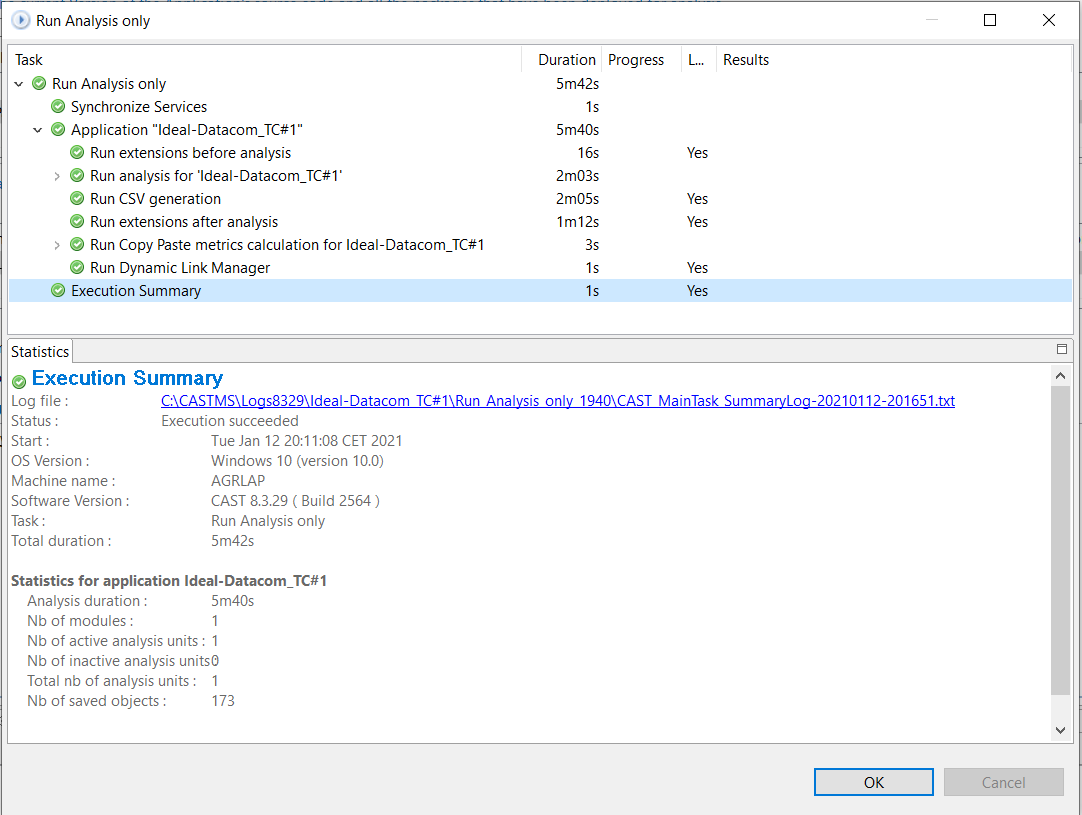 Run Analysis only
Task Duration Progress L... Results
Run Analysis only 5m42s
Synchronize Services 1s
Application "Ideal-Datacom_TC#1" 5m40s
Run extensions before analysis 16s Yes
Run analysis for 'Ideal-Datacom_TC#1' 2m03s
Run CSV generation 2m05s Yes
Run extensions after analysis 1m12s Yes
Run Copy Paste metrics calculation for Ideal-Datacom_TC#1 3s
Run Dynamic Link Manager 1s Yes
Execution Summary 1s Yes
Statistics
Execution Summary
Log file : C:\CASTMS\Logs8329\Ideal-Datacom_TC#1\Run_Analysis_only_1940\CAST_MainTask_SummaryLog-20210112-201651.txt
Status : Execution succeeded
Start : Tue Jan 12 20:11:08 CET 2021
OS Version : Windows 10 (version 10.0)
Machine name : AGRLAP
Software Version : CAST 8.3.29 ( Build 2564 )
Task : Run Analysis only
Total duration : 5m42s
Statistics for application Ideal-Datacom_TC#1
Analysis duration : 5m40s
Nb of modules : 1
Nb of active analysis units : 1
Nb of inactive analysis units 0
Total nb of analysis units : 1
Nb of saved objects : 173
OK Cancel